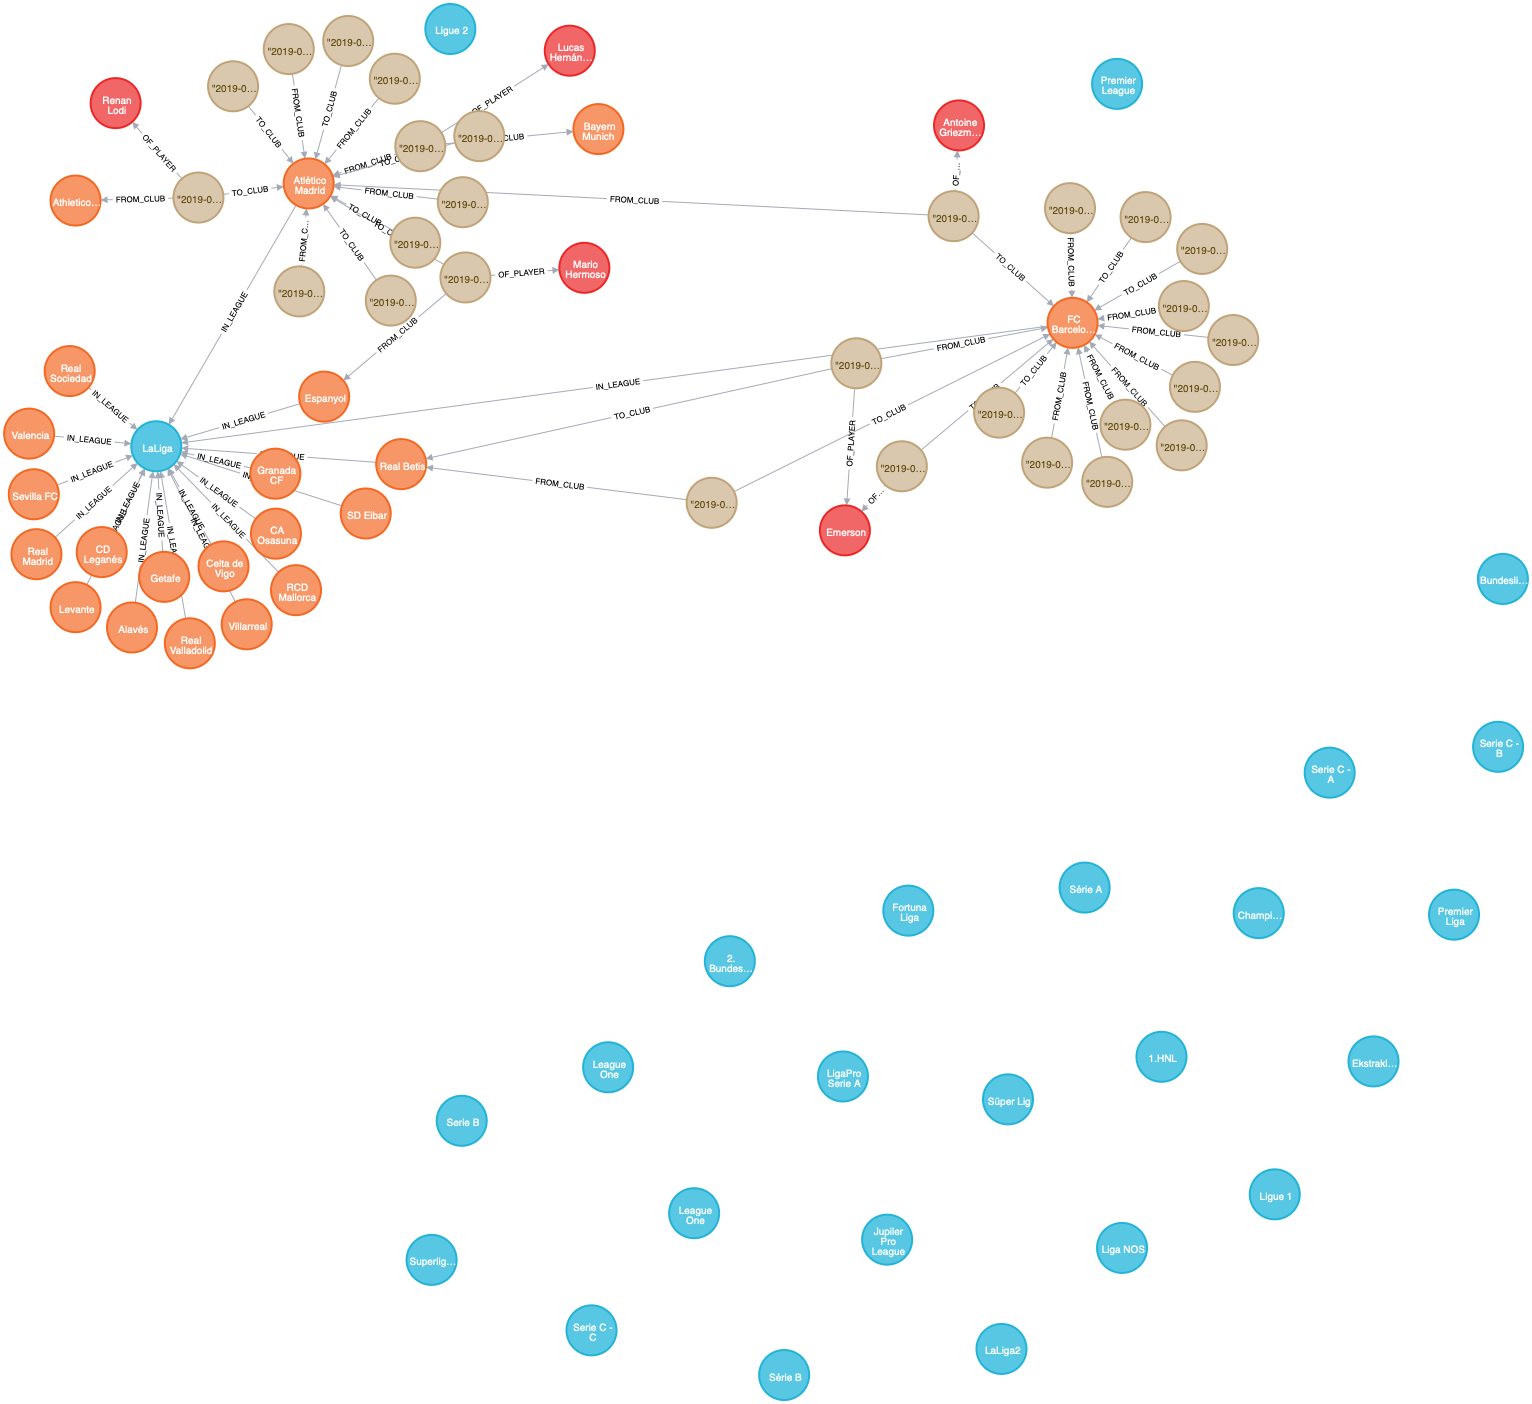 Ligue 2
Lucas
Hernán…
Premier
League
Renan
Lodi
Antoine
Griezm…
Bayern
Munich
"2019-0…
"2019-0…
"2019-0…
"2019-0…
"2019-0…
"2019-0…
TO_CLUB
FROM_CLUB
TO_CLUB
FROM_CLUB
OF_PLAYER
CLUB
FROM_CLUB
OF_PLAYER
OF…
Atlético
Madrid
Athletico…
FROM_CLUB
"2019-0…
TO_CLUB
FROM_CLUB
"2019-0…
FROM_CLUB
"2019-0…
"2019-0…
"2019-0…
"2019-0…
FROM_C…
TO_CLUB
TO_CLUB
"2019-0…
"2019-0…
"2019-0…
"2019-0…
OF_PLAYER
Mario
Hermoso
TO_CLUB
FROM_CLUB
TO_CLUB
TO_CLUB
"2019-0…
FC
Barcelo…
FROM_CLUB
FROM_CLUB
"2019-0…
"2019-0…
IN_LEAGUE
FROM_CLUB
FROM_CLUB
"2019-0…
FROM_CLUB
Real
Sociedad
IN_LEAGUE
Espanyol
IN_LEAGUE
IN_LEAGUE
TO_CLUB
TO_CLUB
TO_CLUB
"2019-0…
FROM_CLUB
FROM_CLUB
FROM_CLUB
FROM_CLUB
"2019-0…
"2019-0…
"2019-0…
"2019-0…
"2019-0…
"2019-0…
Valencia
IN_LEAGUE
LaLiga
IN_LEAGUE
Granada
CF
Real Betis
OF_PLAYER
Sevilla FC
IN_LEAGUE
FROM_CLUB
"2019-0…
OF…
Emerson
SD Eibar
IN_LEAGUE
IN_LEAGUE
IN_LEAGUE
IN_LEAGUE
IN_LEAGUE
IN_LEAGUE
IN_LEAGUE
Real
Madrid
CD
Leganés
Getafe
Celta de
Vigo
CA
Osasuna
RCD
Mallorca
Levante
Alavés
Real
Valladolid
Villarreal
Bundesli…
Serie C -
B
Serie C -
A
Série A
Fortuna
Liga
Champi…
Premier
Liga
2.
Bundes…
League
One
LigaPro
Serie A
Süper Lig
1.HNL
Ekstrakl…
Serie B
League
One
Jupiler
Pro
League
Liga NOS
Ligue 1
Superlig…
Serie C -
C
Série B
LaLiga2